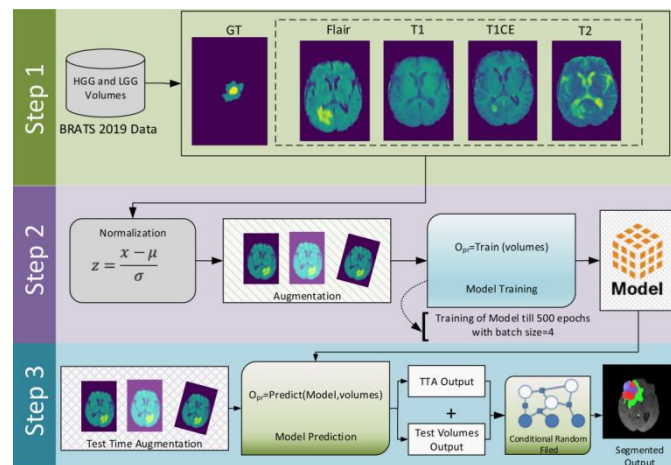 Step 1
HGG and LGG
Volumes
BRATS 2019 Data
GT
Flair
T1
T1CE
T2
Step 2
Normalization
z = (x − μ) / σ
Augmentation
Opr=Train (volumes)
Model Training
Training of Model till 500 epochs
with batch size=4
Model
Step 3
Test Time Augmentation
Opr=Predict(Model,volumes)
Model Prediction
TTA Output
+
Test Volumes
Output
Conditional Random
Filed
Segmented
Output